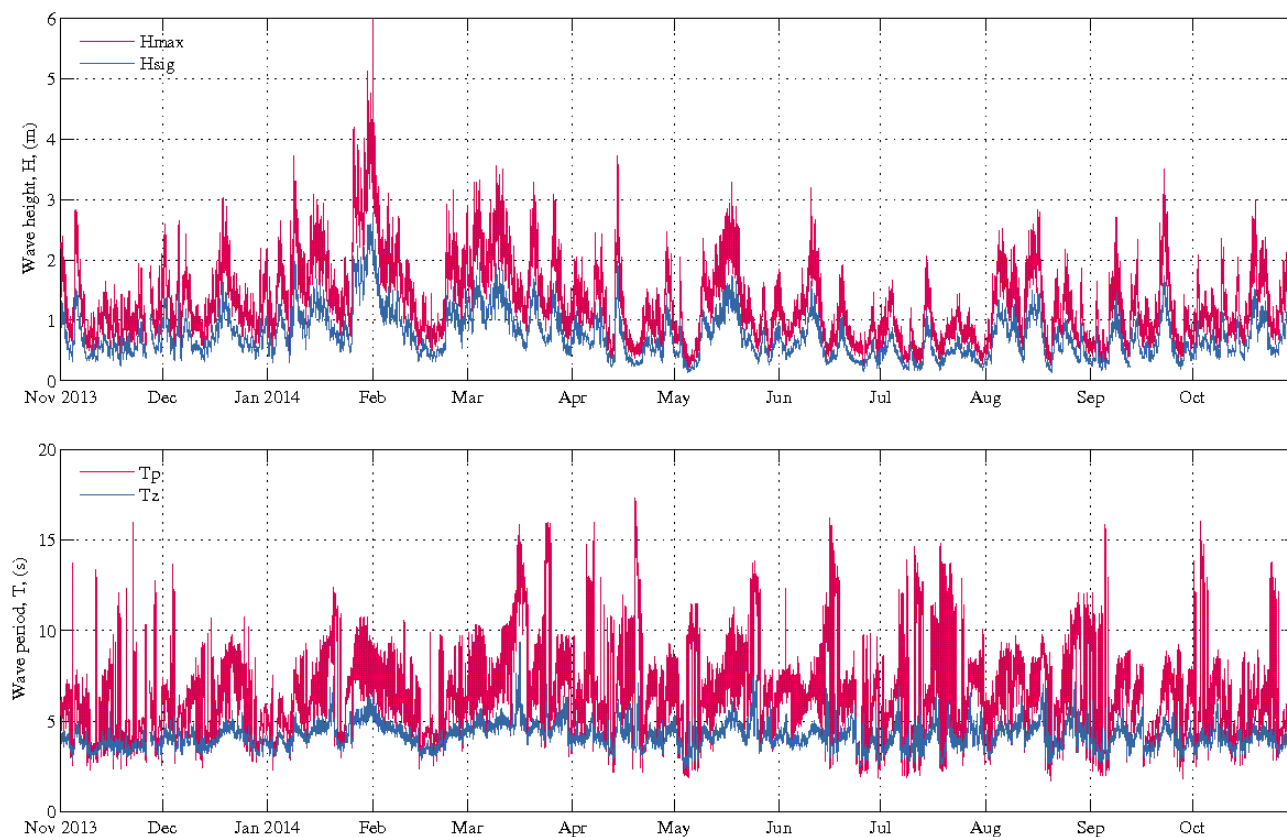 6
Hmax
Hsig
5
4
3
2
1
0
Wave height, H, (m)
Nov 2013 Dec Jan 2014 Feb Mar Apr May Jun Jul Aug Sep Oct
20
Tp
Tz
15
10
5
0
Wave period, T, (s)
Nov 2013 Dec Jan 2014 Feb Mar Apr May Jun Jul Aug Sep Oct